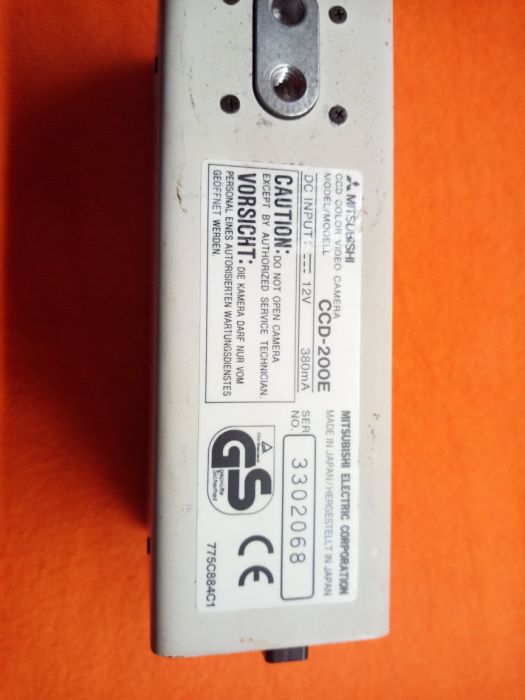 MITSUBISHI
CCD COLOR VIDEO CAMERA
MODEL/MODELL CCD-200E
DC INPUT: 12V 380mA
CAUTION: DO NOT OPEN CAMERA
EXCEPT BY AUTHORIZED SERVICE TECHNICIAN.
VORSICHT: DIE KAMERA DARF NUR VOM
PERSONAL EINES AUTORISIERTEN WARTUNGSDIENSTES
GEÖFFNET WERDEN.
MITSUBISHI ELECTRIC CORPORATION
MADE IN JAPAN/HERGESTELLT IN JAPAN
SER.
NO. 3302068
GS
geprüfte
Sicherheit
CE
775C884C1